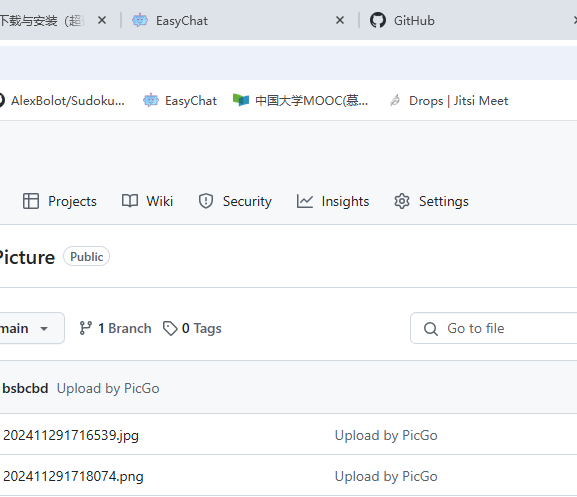 下载与安装（超 EasyChat GitHub
AlexBolot/Sudoku... EasyChat 中国大学MOOC(慕... Drops | Jitsi Meet
Projects Wiki Security Insights Settings
Picture Public
main 1 Branch 0 Tags Go to file
bsbcbd Upload by PicGo
202411291716539.jpg Upload by PicGo
202411291718074.png Upload by PicGo